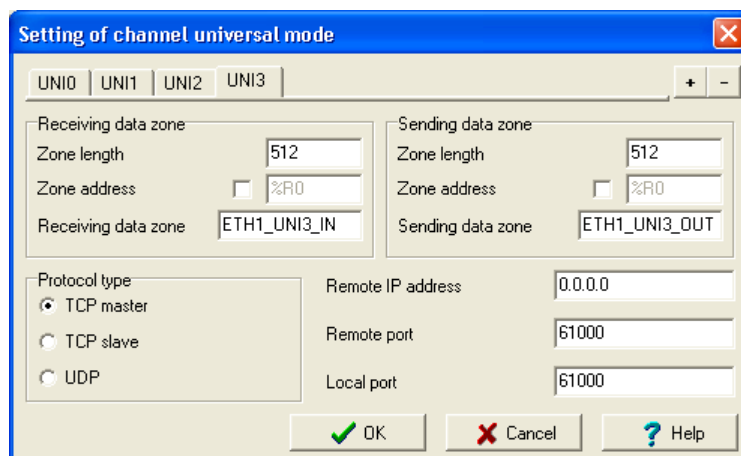 Setting of channel universal mode
UNI0 UNI1 UNI2 UNI3 + -
Receiving data zone
Zone length 512
Zone address %R0
Receiving data zone ETH1_UNI3_IN
Sending data zone
Zone length 512
Zone address %R0
Sending data zone ETH1_UNI3_OUT
Protocol type
TCP master
TCP slave
UDP
Remote IP address 0.0.0.0
Remote port 61000
Local port 61000
OK Cancel ? Help